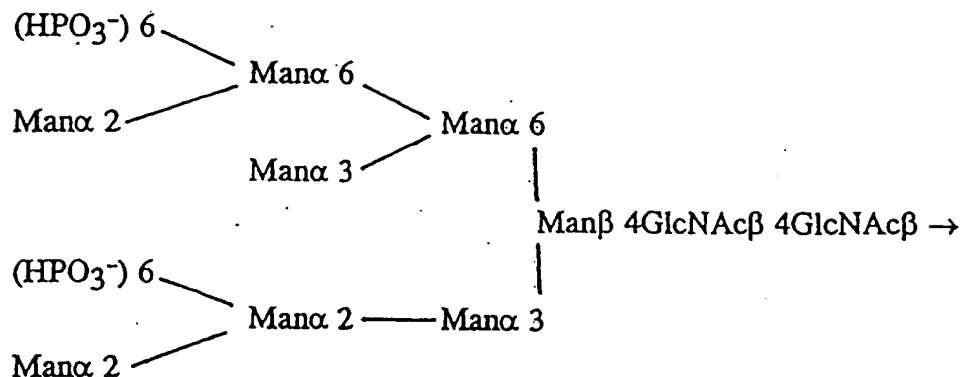 (HPO₃⁻) 6
Manα 6
Manα 2
Manα 6
Manα 3
Manβ 4GlcNAcβ 4GlcNAcβ →
(HPO₃⁻) 6
Manα 2 Manα 3
Manα 2